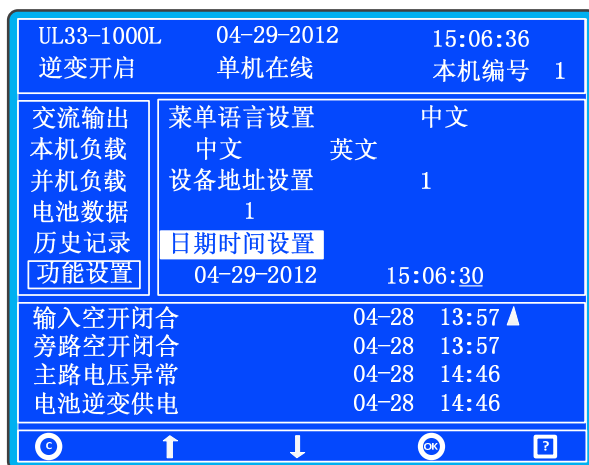 UL33-1000L 04-29-2012 15:06:36
逆变开启 单机在线 本机编号 1
交流输出 菜单语言设置 中文
本机负载 中文 英文
并机负载 设备地址设置 1
电池数据 1
历史记录 日期时间设置
功能设置 04-29-2012 15:06:30
输入空开闭合 04-28 13:57
旁路空开闭合 04-28 13:57
主路电压异常 04-28 14:46
电池逆变供电 04-28 14:46
C OK ?